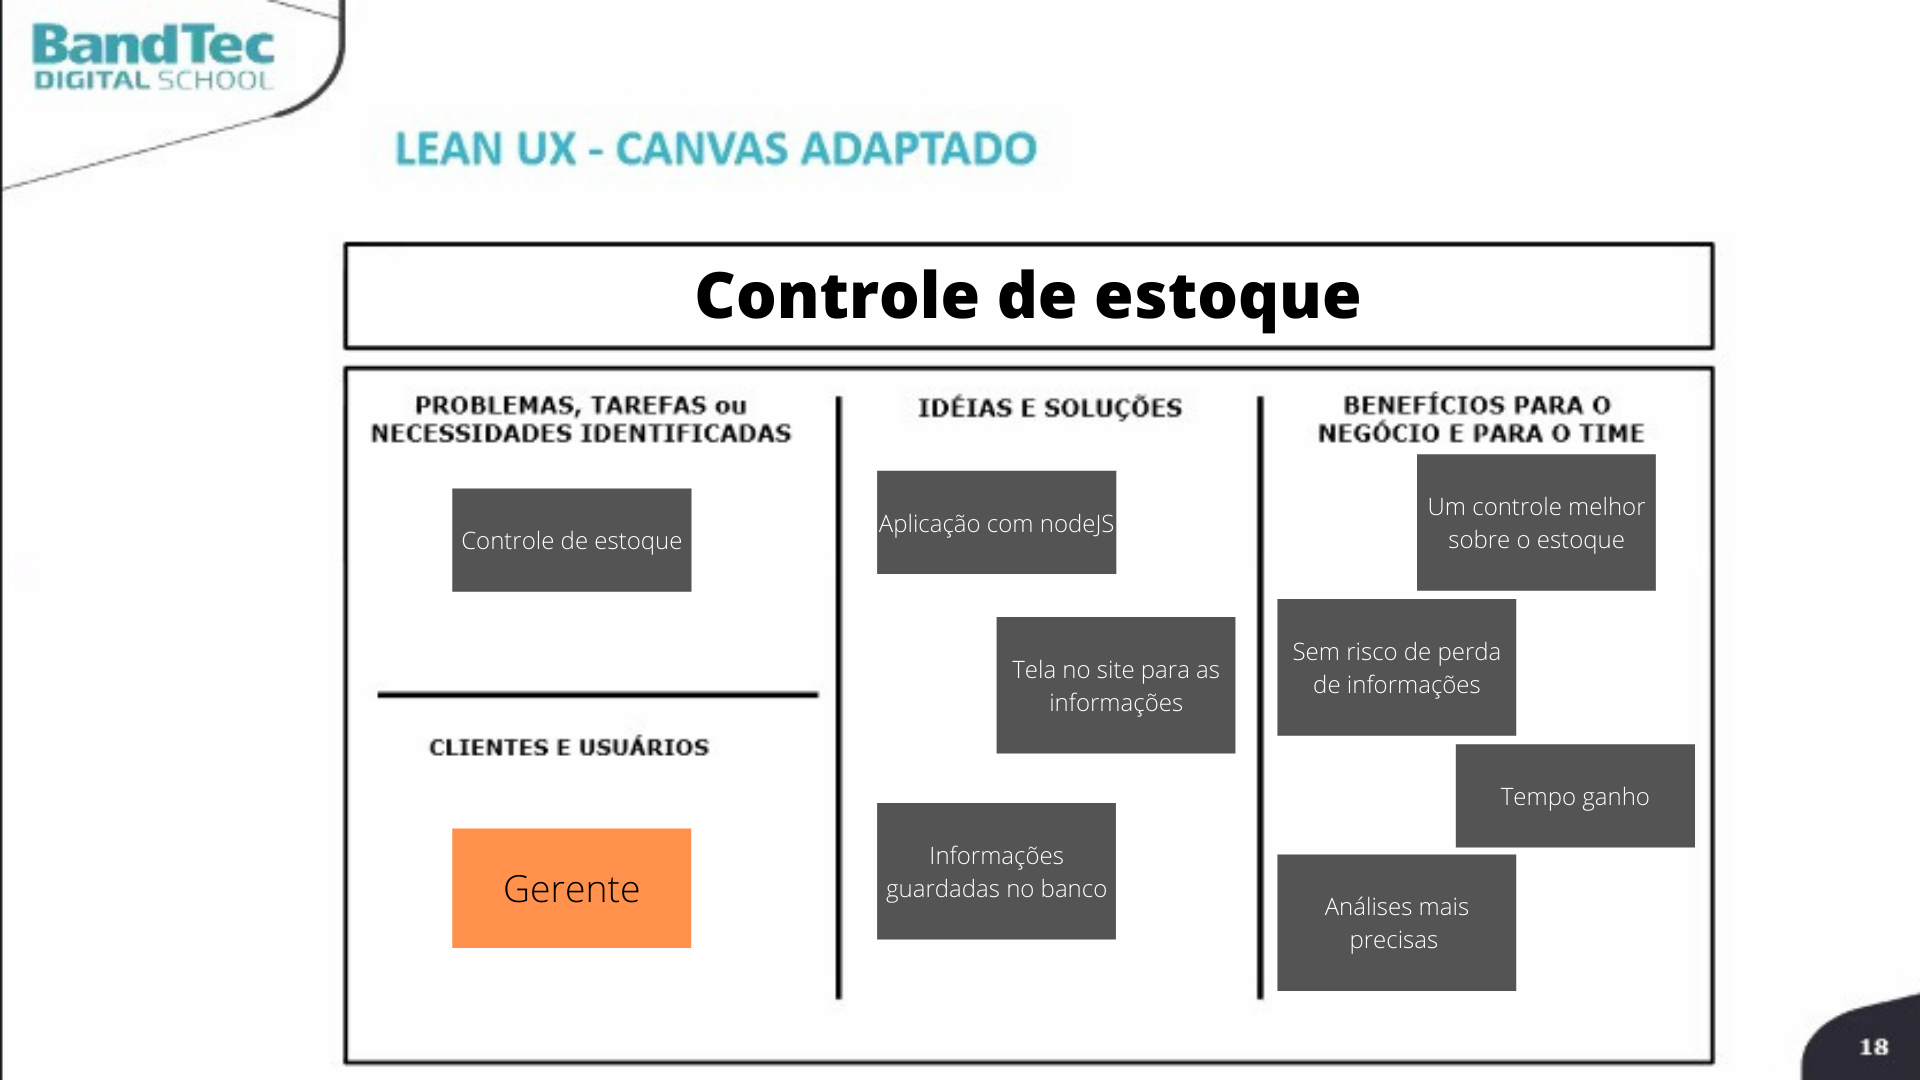 BandTec
DIGITAL SCHOOL
LEAN UX - CANVAS ADAPTADO
Controle de estoque
PROBLEMAS, TAREFAS ou
NECESSIDADES IDENTIFICADAS
Controle de estoque
CLIENTES E USUÁRIOS
Gerente
IDÉIAS E SOLUÇÕES
Aplicação com nodeJS
Tela no site para as
informações
Informações
guardadas no banco
BENEFÍCIOS PARA O
NEGÓCIO E PARA O TIME
Um controle melhor
sobre o estoque
Sem risco de perda
de informações
Tempo ganho
Análises mais
precisas
18